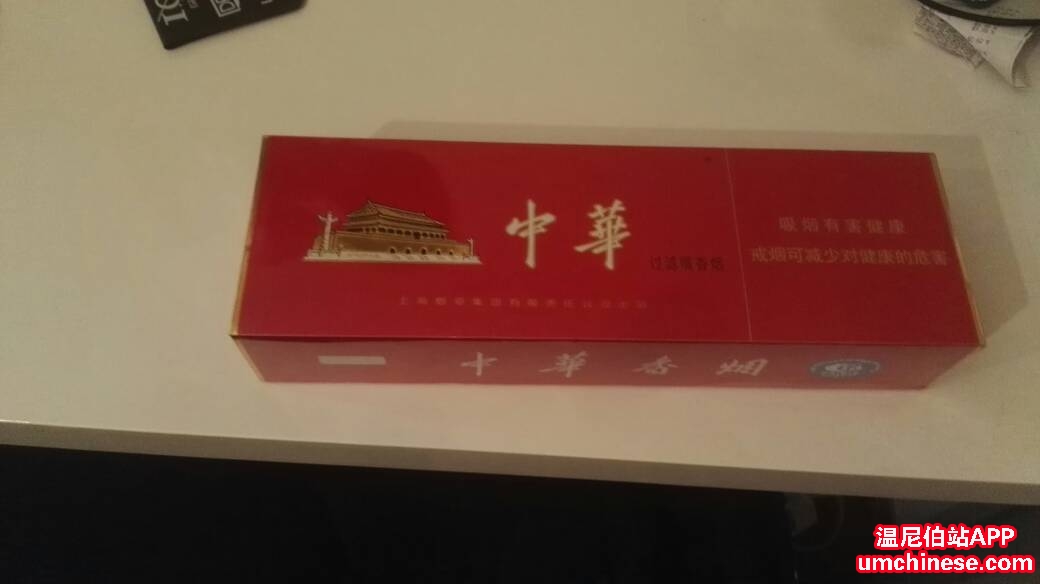 中華
过滤嘴香烟
吸烟有害健康
戒烟可减少对健康的危害
中華香烟
温尼伯站APP
umchinese.com